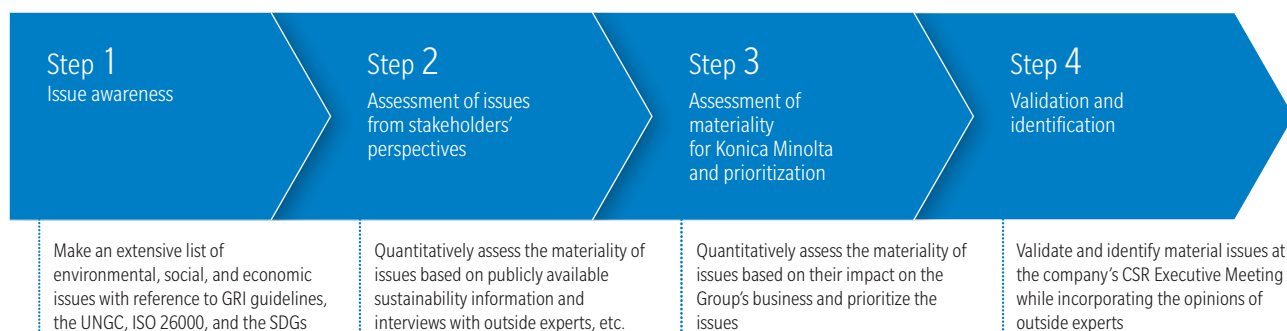 Step 1
Issue awareness
Make an extensive list of
environmental, social, and economic
issues with reference to GRI guidelines,
the UNGC, ISO 26000, and the SDGs
Step 2
Assessment of issues
from stakeholders'
perspectives
Quantitatively assess the materiality of
issues based on publicly available
sustainability information and
interviews with outside experts, etc.
Step 3
Assessment of
materiality
for Konica Minolta
and prioritization
Quantitatively assess the materiality of
issues based on their impact on the
Group's business and prioritize the
issues
Step 4
Validation and
identification
Validate and identify material issues at
the company's CSR Executive Meeting
while incorporating the opinions of
outside experts